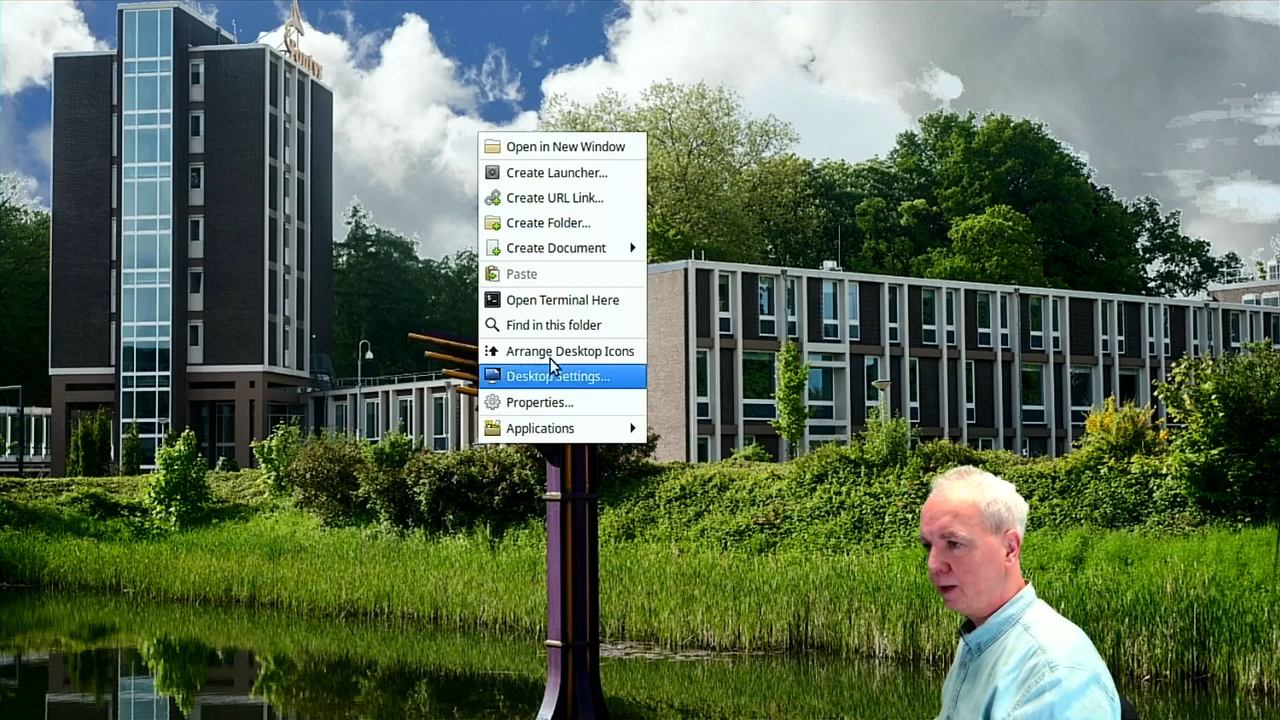 Open in New Window
Create Launcher...
Create URL Link...
Create Folder...
Create Document
Paste
Open Terminal Here
Find in this folder
Arrange Desktop Icons
Desktop Settings...
Properties...
Applications